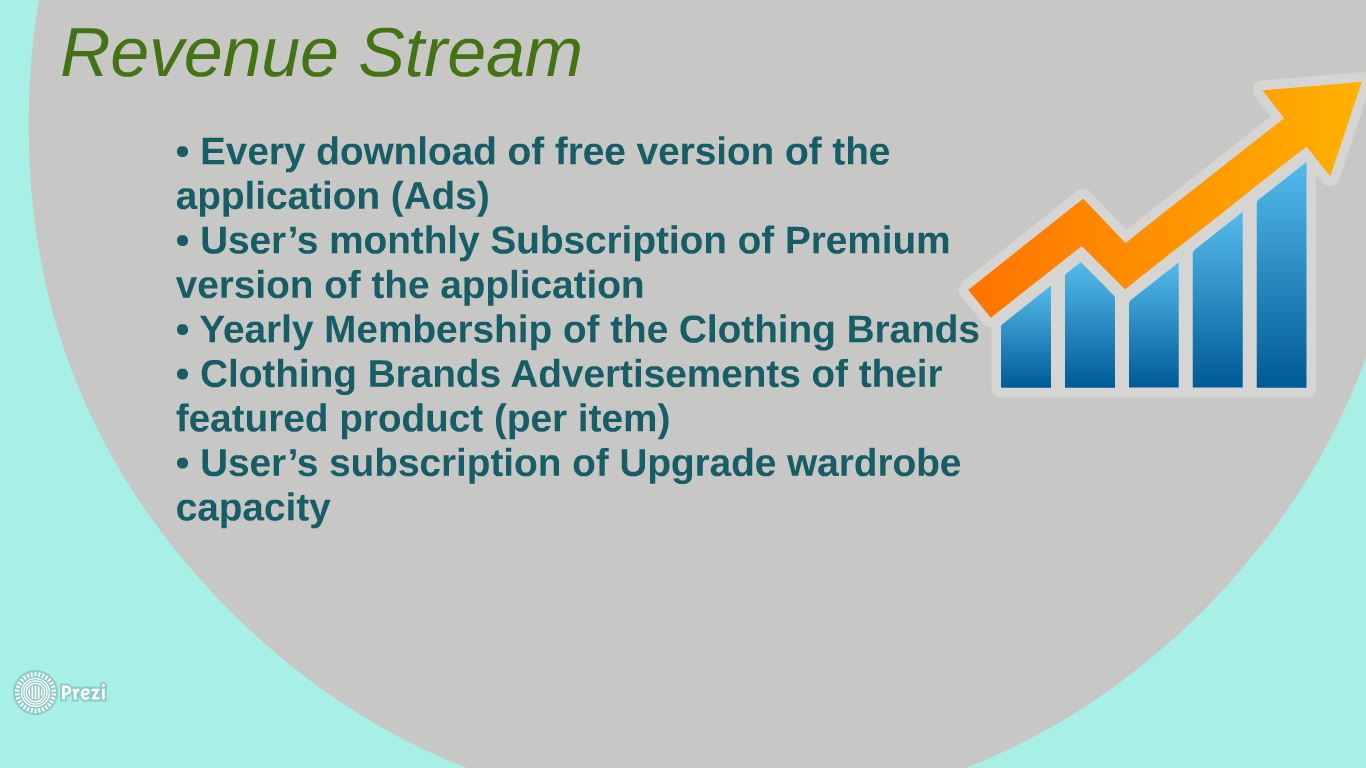 Revenue Stream
• Every download of free version of the
application (Ads)
• User’s monthly Subscription of Premium
version of the application
• Yearly Membership of the Clothing Brands
• Clothing Brands Advertisements of their
featured product (per item)
• User’s subscription of Upgrade wardrobe
capacity
Prezi